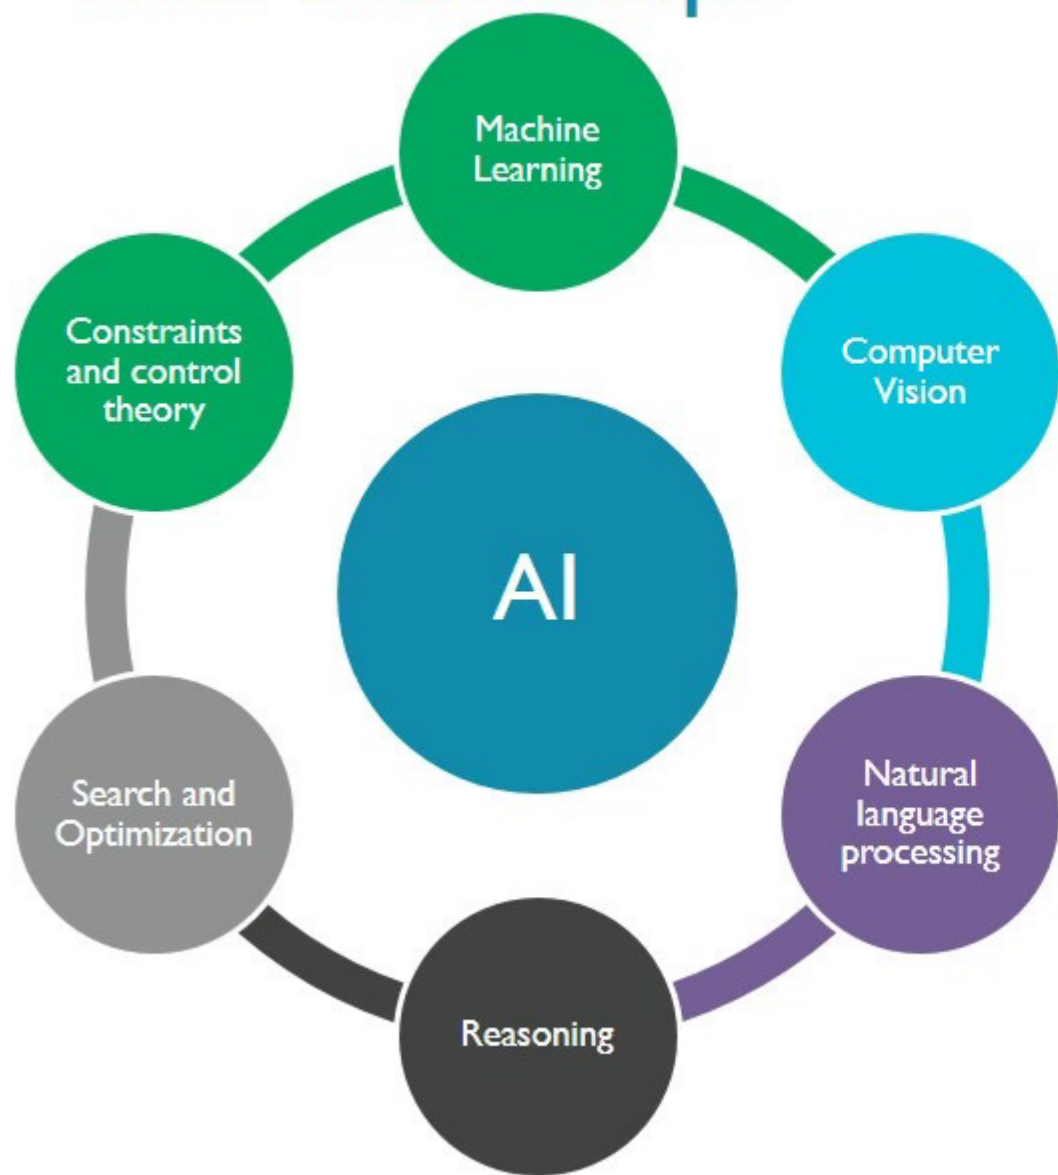 Machine
Learning
Computer
Vision
Natural
language
processing
Reasoning
Search and
Optimization
Constraints
and control
theory
AI